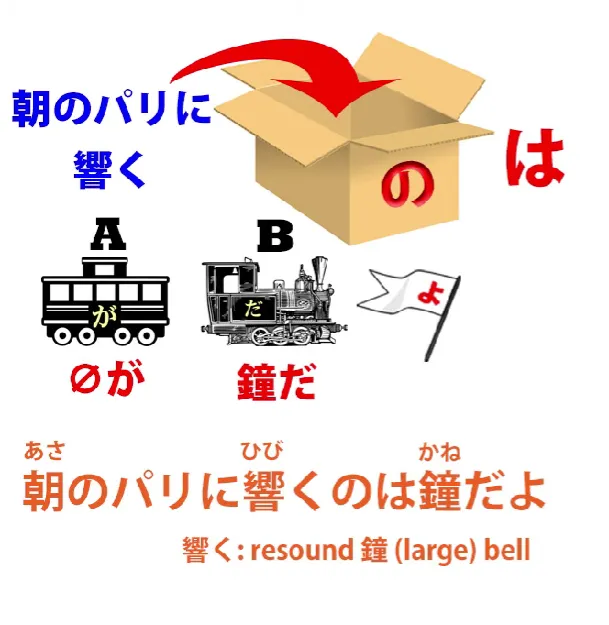 朝のパリに
響く
の
は
A
B
が
だ
よ
∅が
鐘だ
あさ ひび かね
朝のパリに響くのは鐘だよ
響く: resound 鐘 (large) bell